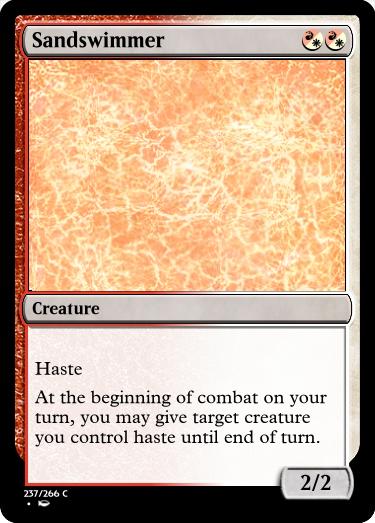 Sandswimmer
Creature
Haste
At the beginning of combat on your
turn, you may give target creature
you control haste until end of turn.
2/2
237/266 C